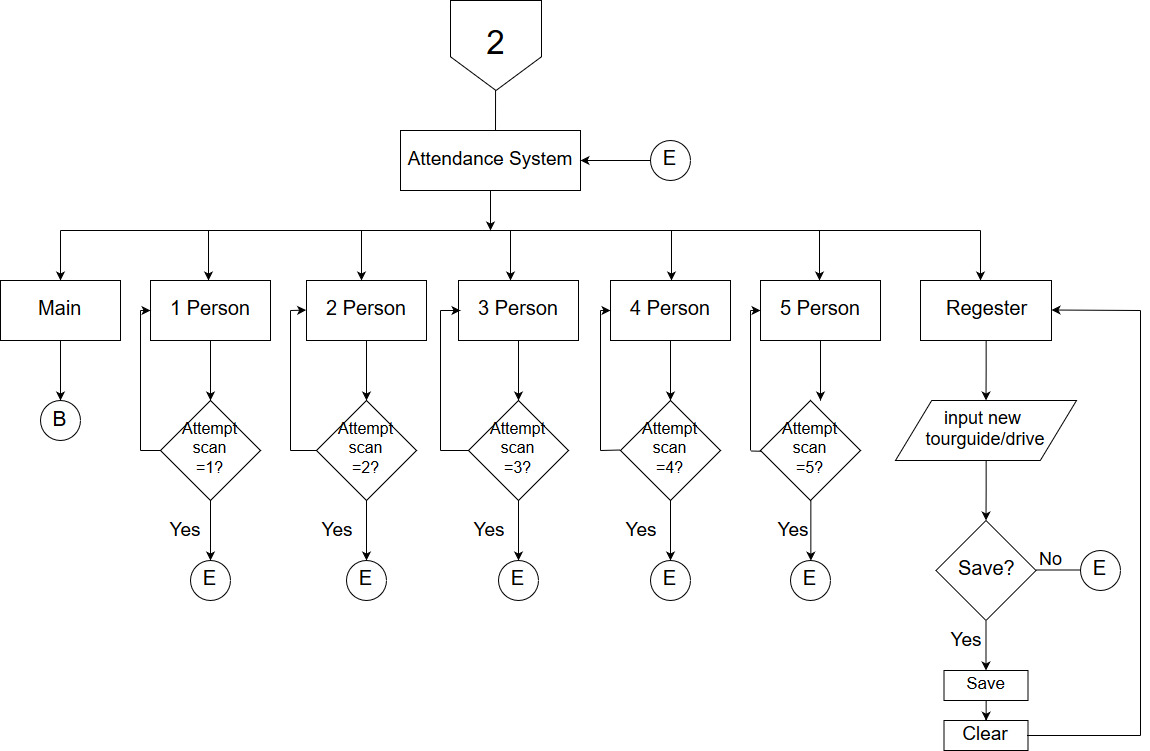 2
Attendance System
E
Main
1 Person
2 Person
3 Person
4 Person
5 Person
Regester
B
Attempt
scan
=1?
Attempt
scan
=2?
Attempt
scan
=3?
Attempt
scan
=4?
Attempt
scan
=5?
input new
tourguide/drive
Yes
Yes
Yes
Yes
Yes
E
E
E
E
E
Save?
No
E
Yes
Save
Clear